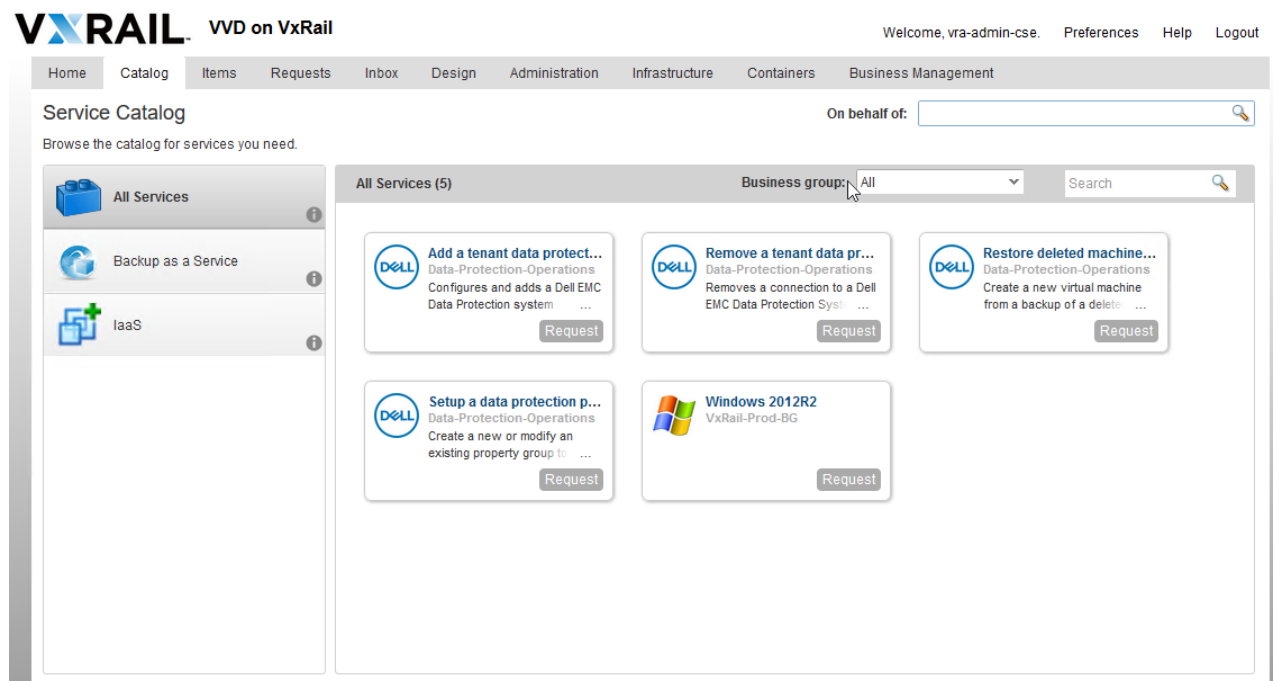 VXRAIL. VVD on VxRail
Welcome, vra-admin-cse. Preferences Help Logout
Home Catalog Items Requests Inbox Design Administration Infrastructure Containers Business Management
Service Catalog
On behalf of:
Browse the catalog for services you need.
All Services
Backup as a Service
IaaS
All Services (5)
Business group: All
Search
DELL
Add a tenant data protect...
Data-Protection-Operations
Configures and adds a Dell EMC
Data Protection system ...
Request
DELL
Remove a tenant data pr...
Data-Protection-Operations
Removes a connection to a Dell
EMC Data Protection Syste ...
Request
DELL
Restore deleted machine...
Data-Protection-Operations
Create a new virtual machine
from a backup of a delete ...
Request
DELL
Setup a data protection p...
Data-Protection-Operations
Create a new or modify an
existing property group to ...
Request
Windows 2012R2
VxRail-Prod-BG
Request